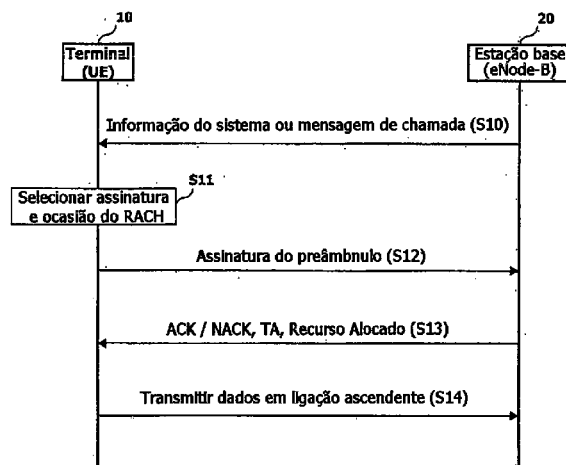 10
20
Terminal
(UE)
Estação base
(eNode-B)
Informação do sistema ou mensagem de chamada (S10)
S11
Selecionar assinatura
e ocasião do RACH
Assinatura do preâmbnulo (S12)
ACK / NACK, TA, Recurso Alocado (S13)
Transmitir dados em ligação ascendente (S14)